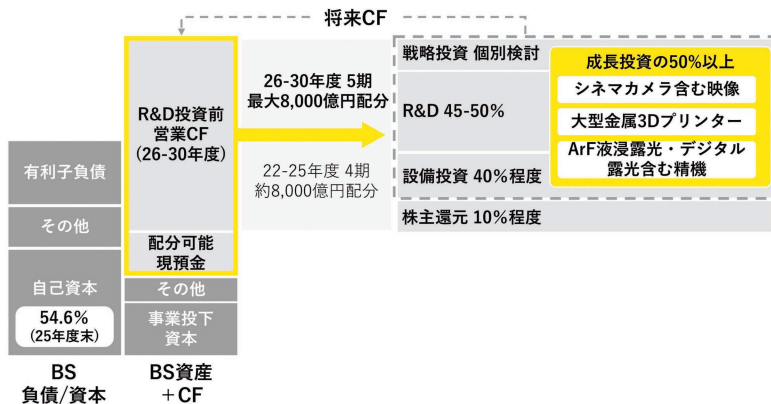 将来CF
有利子負債
その他
自己資本
54.6%
(25年度末)
BS
負債/資本
R&D投資前
営業CF
(26-30年度)
配分可能
現預金
その他
事業投下
資本
BS資産
+CF
26-30年度 5期
最大8,000億円配分
22-25年度 4期
約8,000億円配分
戦略投資 個別検討
R&D 45-50%
設備投資 40%程度
株主還元 10%程度
成長投資の50%以上
シネマカメラ含む映像
大型金属3Dプリンター
ArF液浸露光・デジタル
露光含む精機